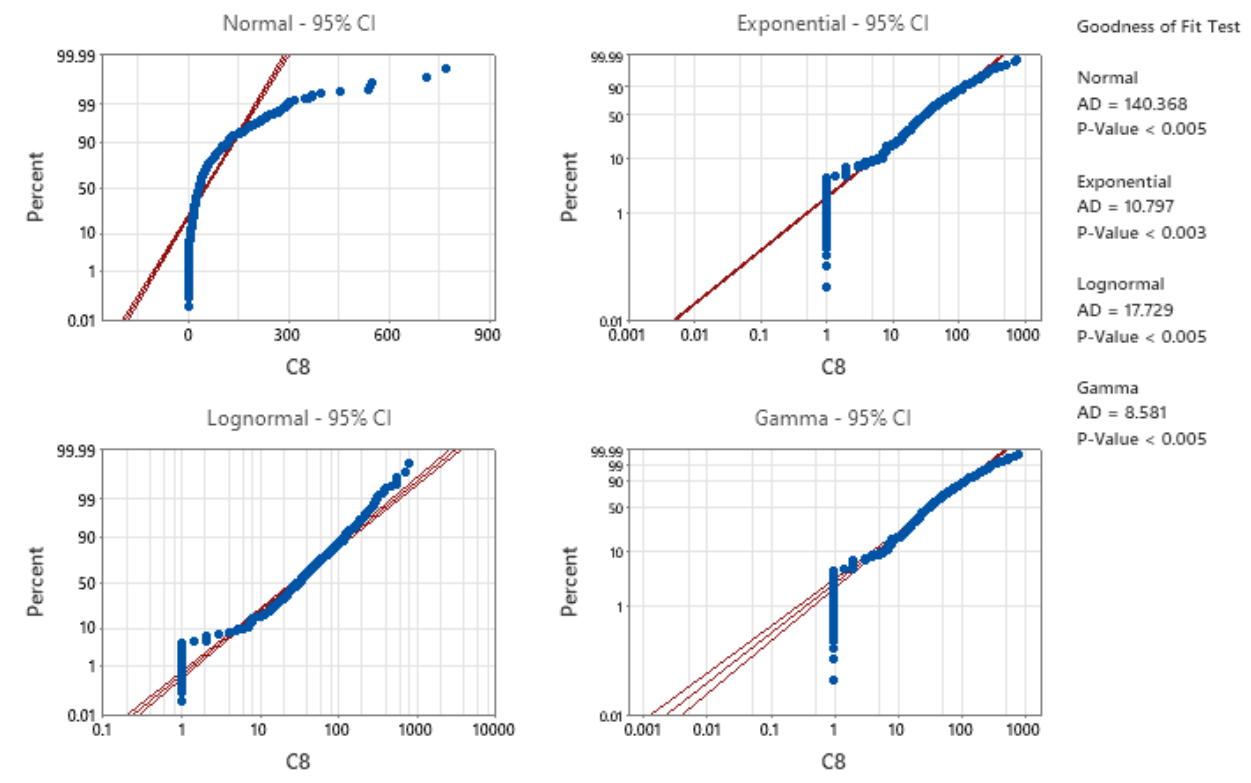 Normal - 95% CI
Percent
99.99
99
90
50
10
1
0.01
0 300 600 900
C8
Exponential - 95% CI
Percent
99.99
90
50
10
1
0.01
0.001 0.01 0.1 1 10 100 1000
C8
Goodness of Fit Test
Normal
AD = 140.368
P-Value < 0.005
Exponential
AD = 10.797
P-Value < 0.003
Lognormal
AD = 17.729
P-Value < 0.005
Gamma
AD = 8.581
P-Value < 0.005
Lognormal - 95% CI
Percent
99.99
99
90
50
10
1
0.01
0.1 1 10 100 1000 10000
C8
Gamma - 95% CI
Percent
99.99
99
90
50
10
1
0.01
0.001 0.01 0.1 1 10 100 1000
C8